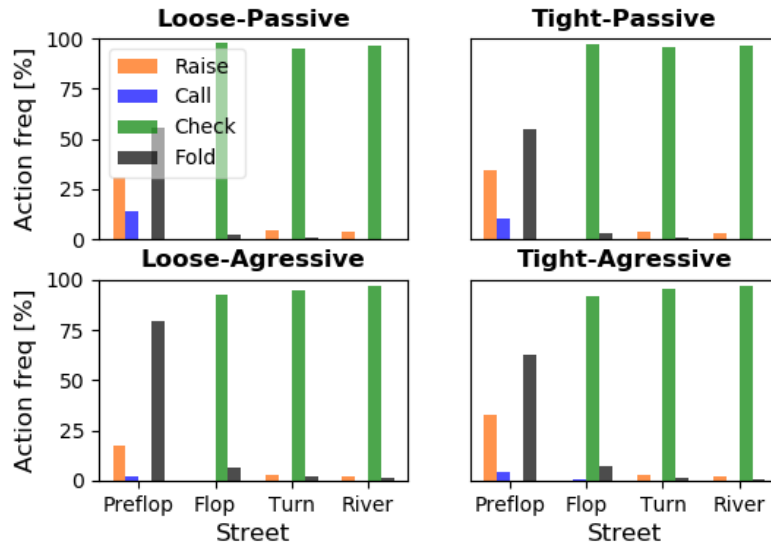 Loose-Passive
Tight-Passive
Action freq [%]
100
75
50
25
0
Raise
Call
Check
Fold
Loose-Agressive
Tight-Agressive
Action freq [%]
100
75
50
25
0
Preflop Flop Turn River
Street
Preflop Flop Turn River
Street